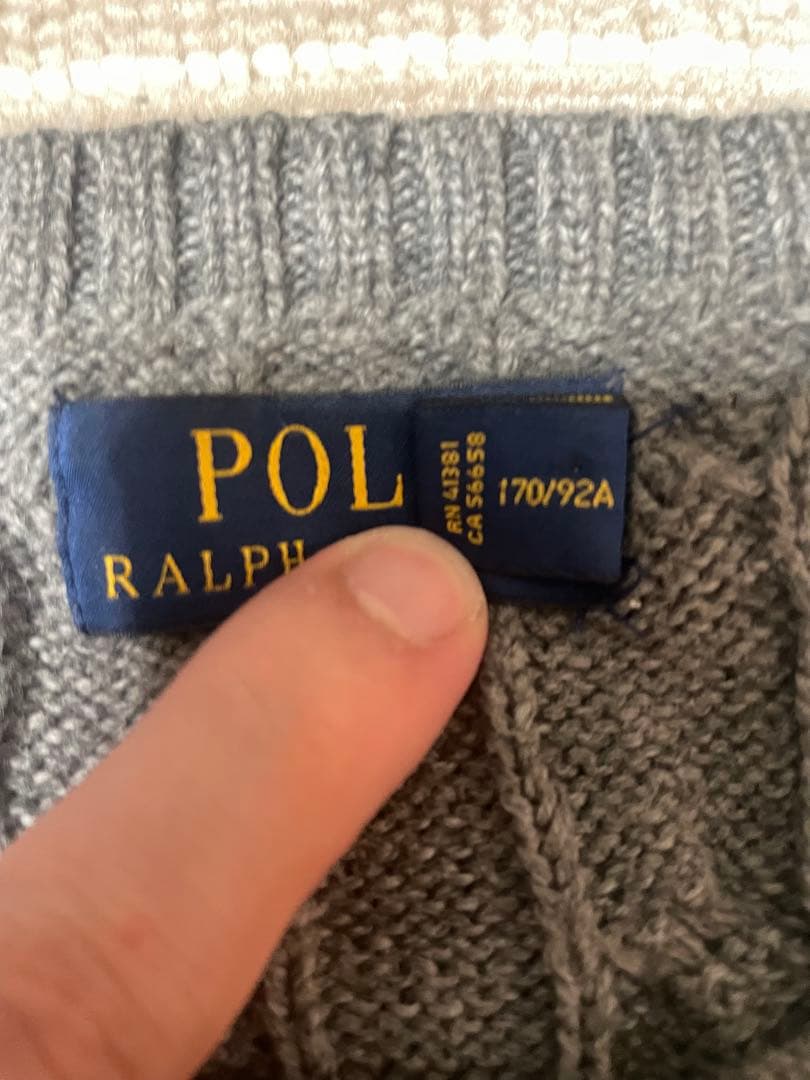 POL
RALPH
RN 41381
CA 56658
170/92A